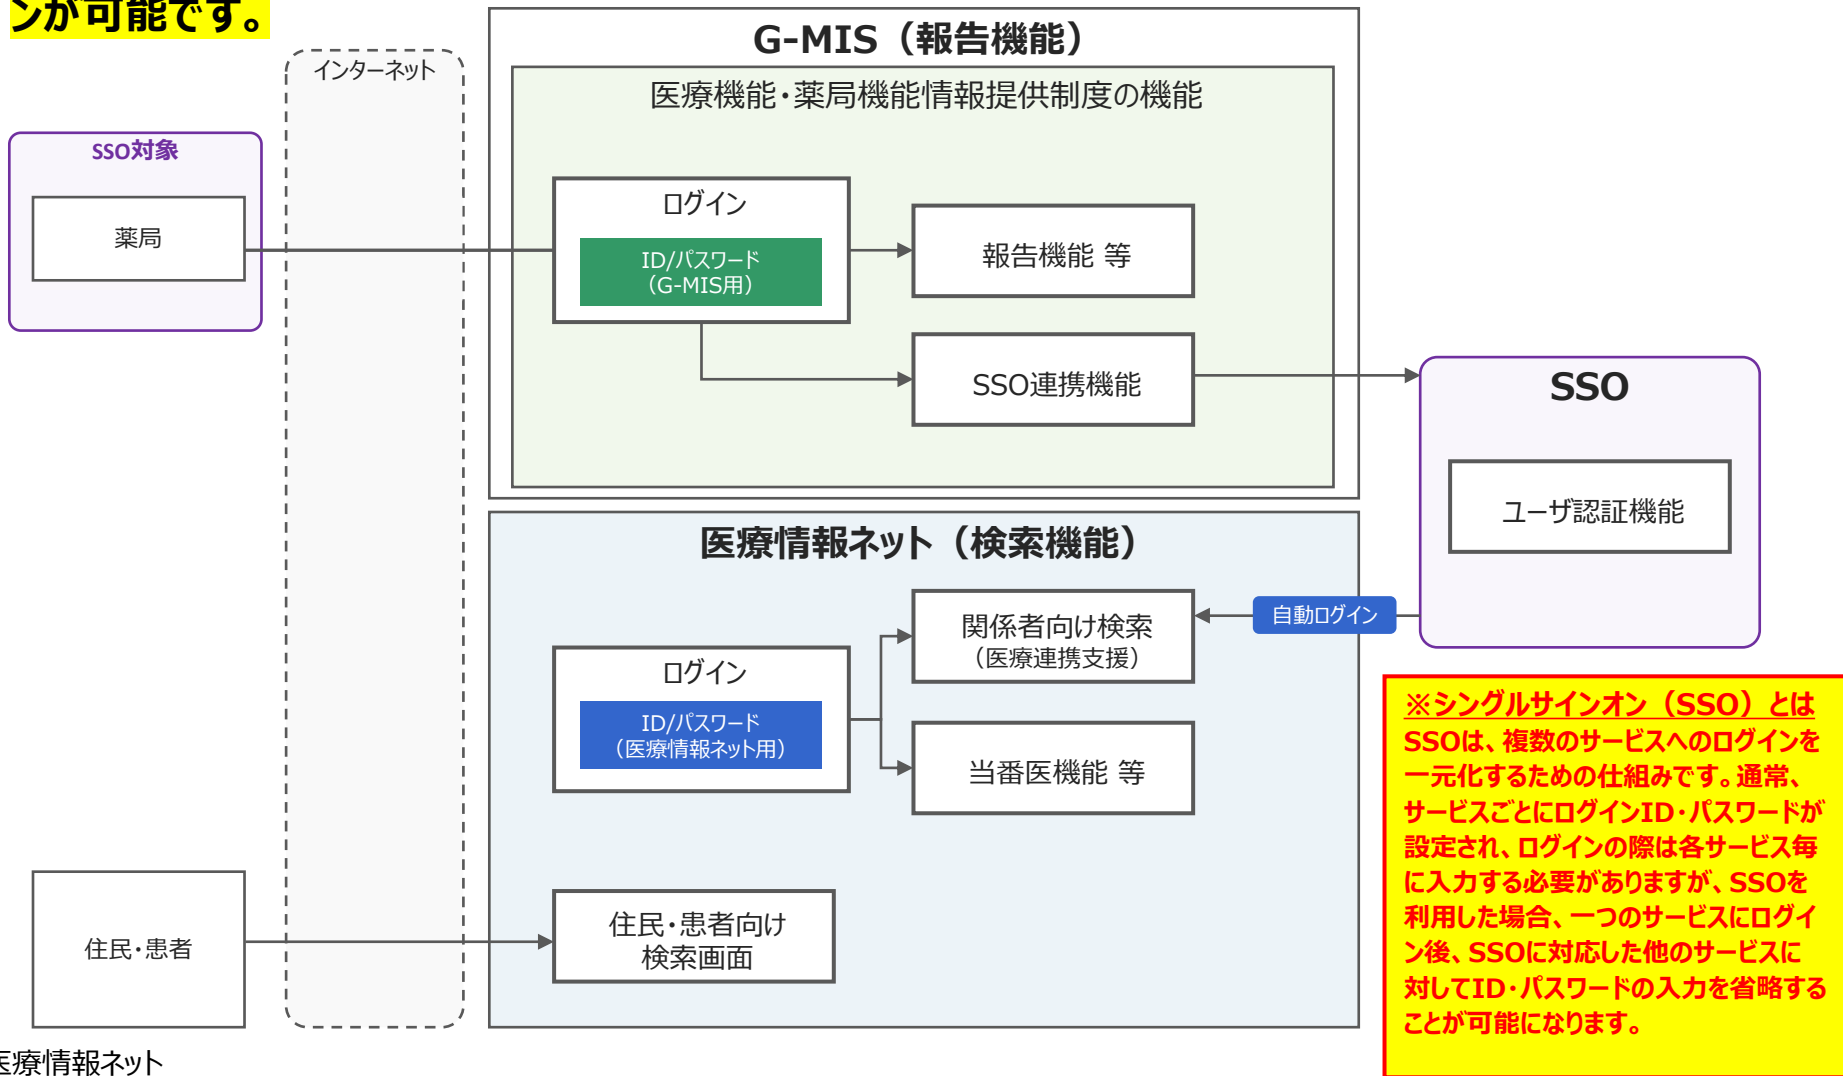 ンが可能です。
G-MIS（報告機能）
インターネット
医療機能・薬局機能情報提供制度の機能
SSO対象
薬局
ログイン
ID/パスワード
（G-MIS用）
報告機能 等
SSO連携機能
SSO
ユーザ認証機能
医療情報ネット（検索機能）
関係者向け検索
（医療連携支援）
自動ログイン
ログイン
ID/パスワード
（医療情報ネット用）
当番医機能 等
住民・患者
住民・患者向け
検索画面
※シングルサインオン（SSO）とは
SSOは、複数のサービスへのログインを
一元化するための仕組みです。通常、
サービスごとにログインID・パスワードが
設定され、ログインの際は各サービス毎
に入力する必要がありますが、SSOを
利用した場合、一つのサービスにログイ
ン後、SSOに対応した他のサービスに
対してID・パスワードの入力を省略する
ことが可能になります。
医療情報ネット